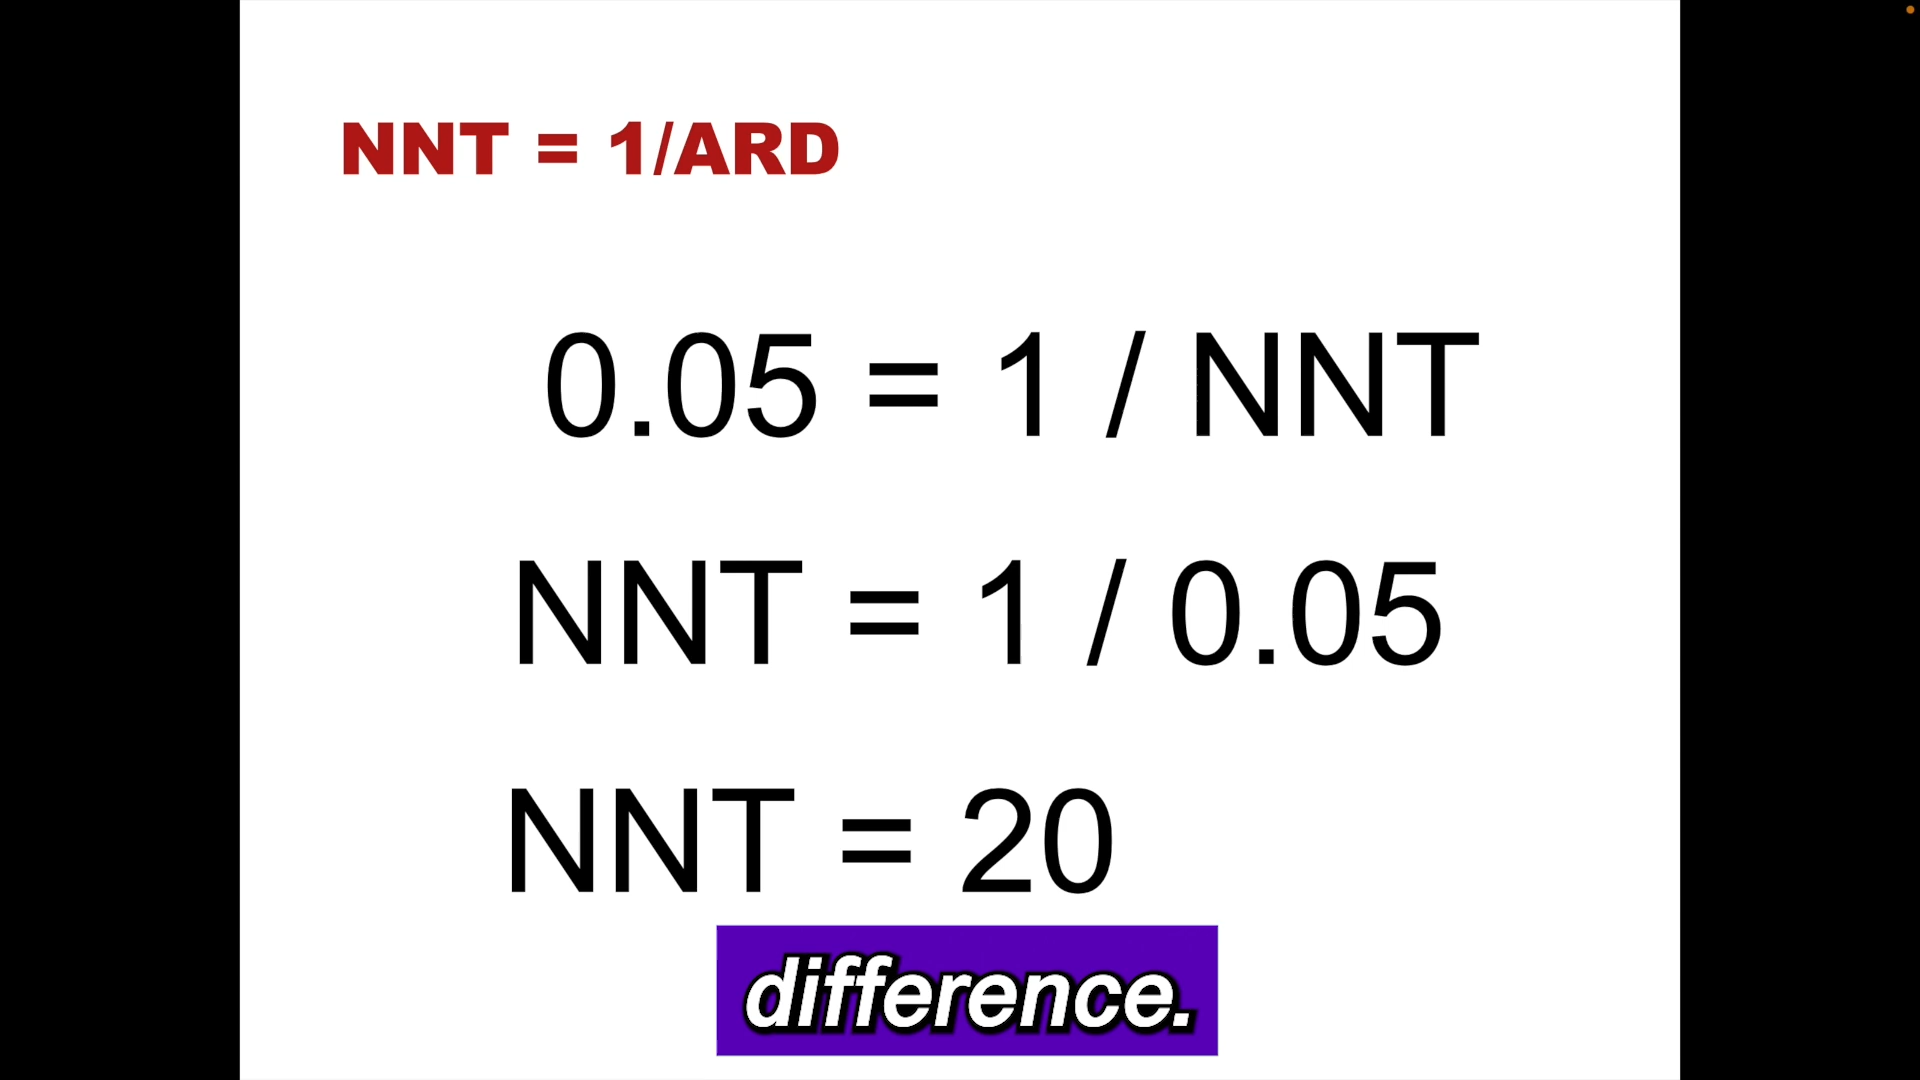 NNT = 1/ARD
0.05 = 1 / NNT
NNT = 1 / 0.05
NNT = 20
difference.